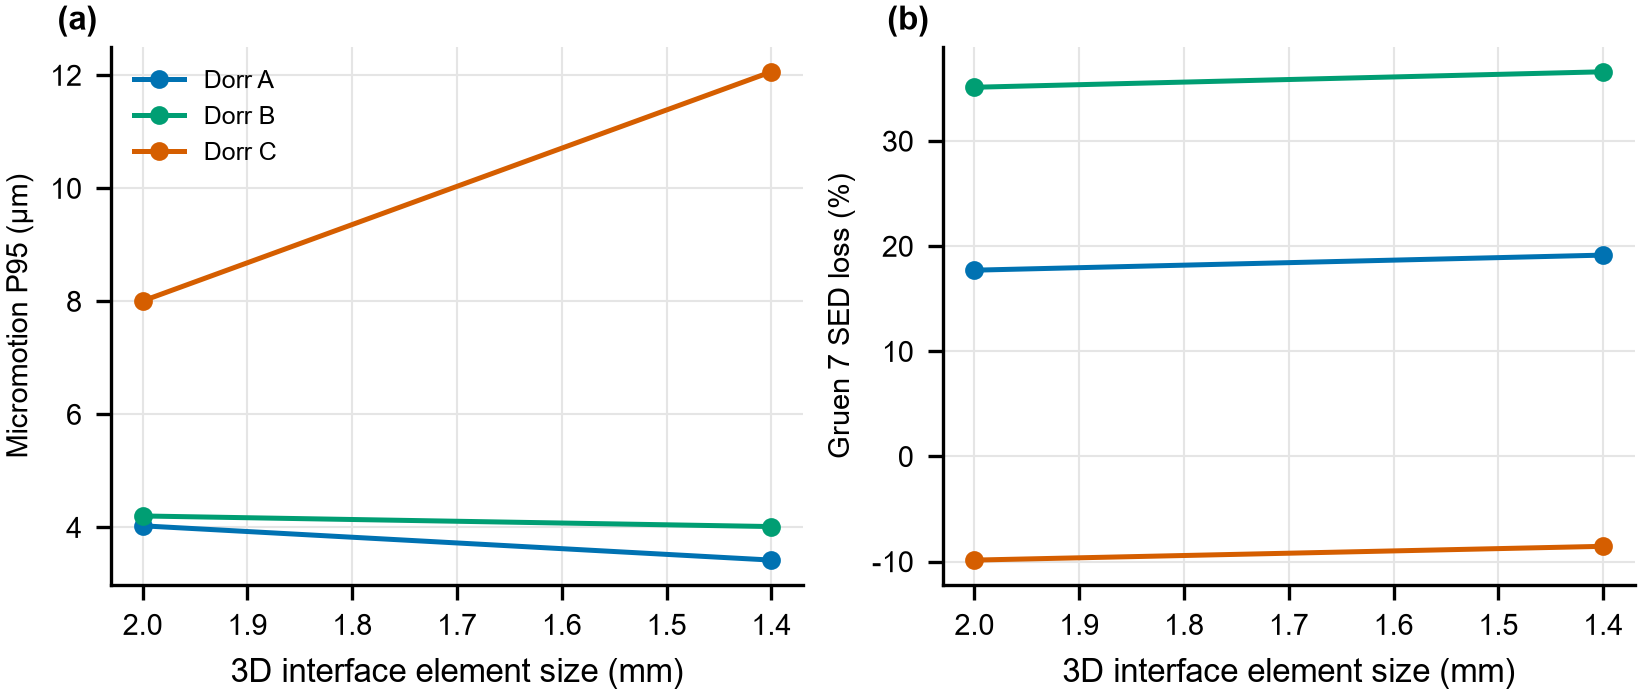 (a)
Micromotion P95 (μm)
12
10
8
6
4
Dorr A
Dorr B
Dorr C
2.0 1.9 1.8 1.7 1.6 1.5 1.4
3D interface element size (mm)
(b)
Gruen 7 SED loss (%)
30
20
10
0
-10
2.0 1.9 1.8 1.7 1.6 1.5 1.4
3D interface element size (mm)